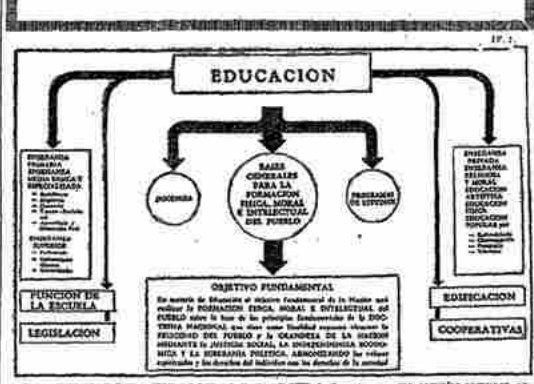 EDUCACION
ENSEÑANZA
PRIMARIA
ENSEÑANZA
MEDIA BASICA Y
ESPECIALIZADA
ENSEÑANZA
SUPERIOR
FUNCION DE
LA ESCUELA
LEGISLACION
DOCENCIA
BASES
GENERALES
PARA LA
FORMACION
FISICA, MORAL
E INTELECTUAL
DEL PUEBLO
PROGRAMAS
DE ESTUDIOS
ENSEÑANZA
PRIVADA
ENSEÑANZA
RELIGIOSA
Y MORAL
EDUCACION
ARTISTICA
EDUCACION
FISICA
EDUCACION
POPULAR por
EDIFICACION
COOPERATIVAS
OBJETIVO FUNDAMENTAL
En materia de Educación el objetivo fundamental de la Nación será
realizar la FORMACION FISICA, MORAL E INTELECTUAL del
PUEBLO sobre la base de los principios fundamentales de la DOC-
TRINA NACIONAL que tiene como finalidad suprema alcanzar la
FELICIDAD DEL PUEBLO y la GRANDEZA DE LA NACION
MEDIANTE la JUSTICIA SOCIAL, LA INDEPENDENCIA ECONO-
MICA Y LA SOBERANIA POLITICA, ARMONIZANDO los valores
espirituales y los derechos del individuo con los derechos de la sociedad